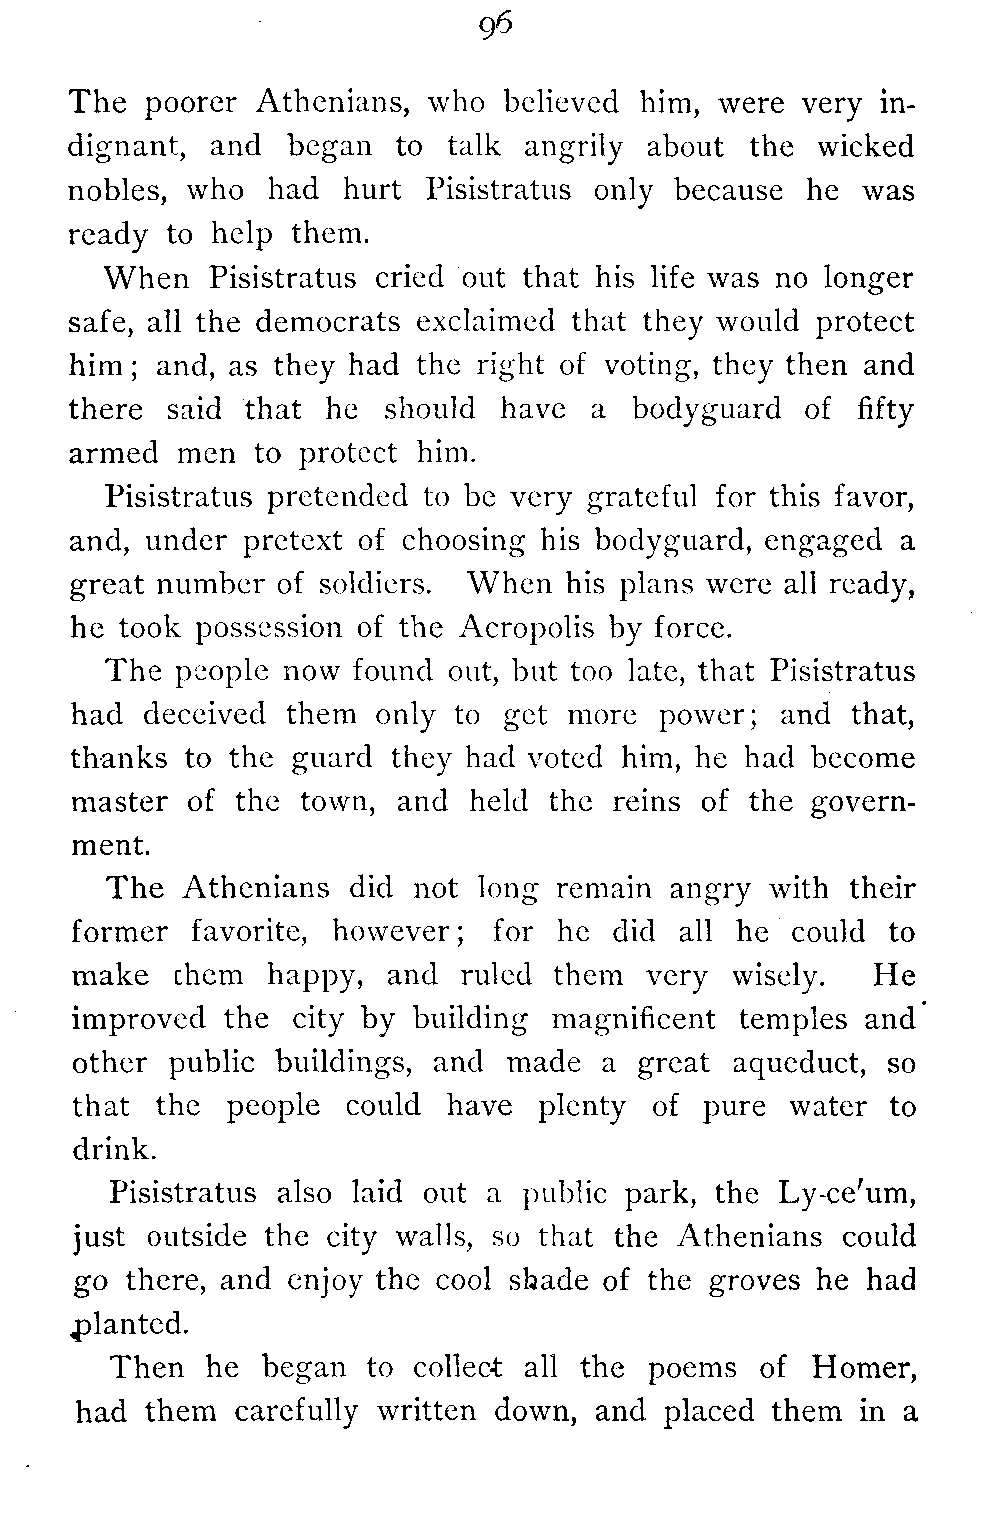 96
The poorer Athenians, who believed him, were very in-
dignant, and began to talk angrily about the wicked
nobles, who had hurt Pisistratus only because he was
ready to help them.
When Pisistratus cried out that his life was no longer
safe, all the democrats exclaimed that they would protect
him; and, as they had the right of voting, they then and
there said that he should have a bodyguard of fifty
armed men to protect him.
Pisistratus pretended to be very grateful for this favor,
and, under pretext of choosing his bodyguard, engaged a
great number of soldiers. When his plans were all ready,
he took possession of the Acropolis by force.
The people now found out, but too late, that Pisistratus
had deceived them only to get more power; and that,
thanks to the guard they had voted him, he had become
master of the town, and held the reins of the govern-
ment.
The Athenians did not long remain angry with their
former favorite, however; for he did all he could to
make them happy, and ruled them very wisely. He
improved the city by building magnificent temples and
other public buildings, and made a great aqueduct, so
that the people could have plenty of pure water to
drink.
Pisistratus also laid out a public park, the Ly-ce′um,
just outside the city walls, so that the Athenians could
go there, and enjoy the cool shade of the groves he had
planted.
Then he began to collect all the poems of Homer,
had them carefully written down, and placed them in a